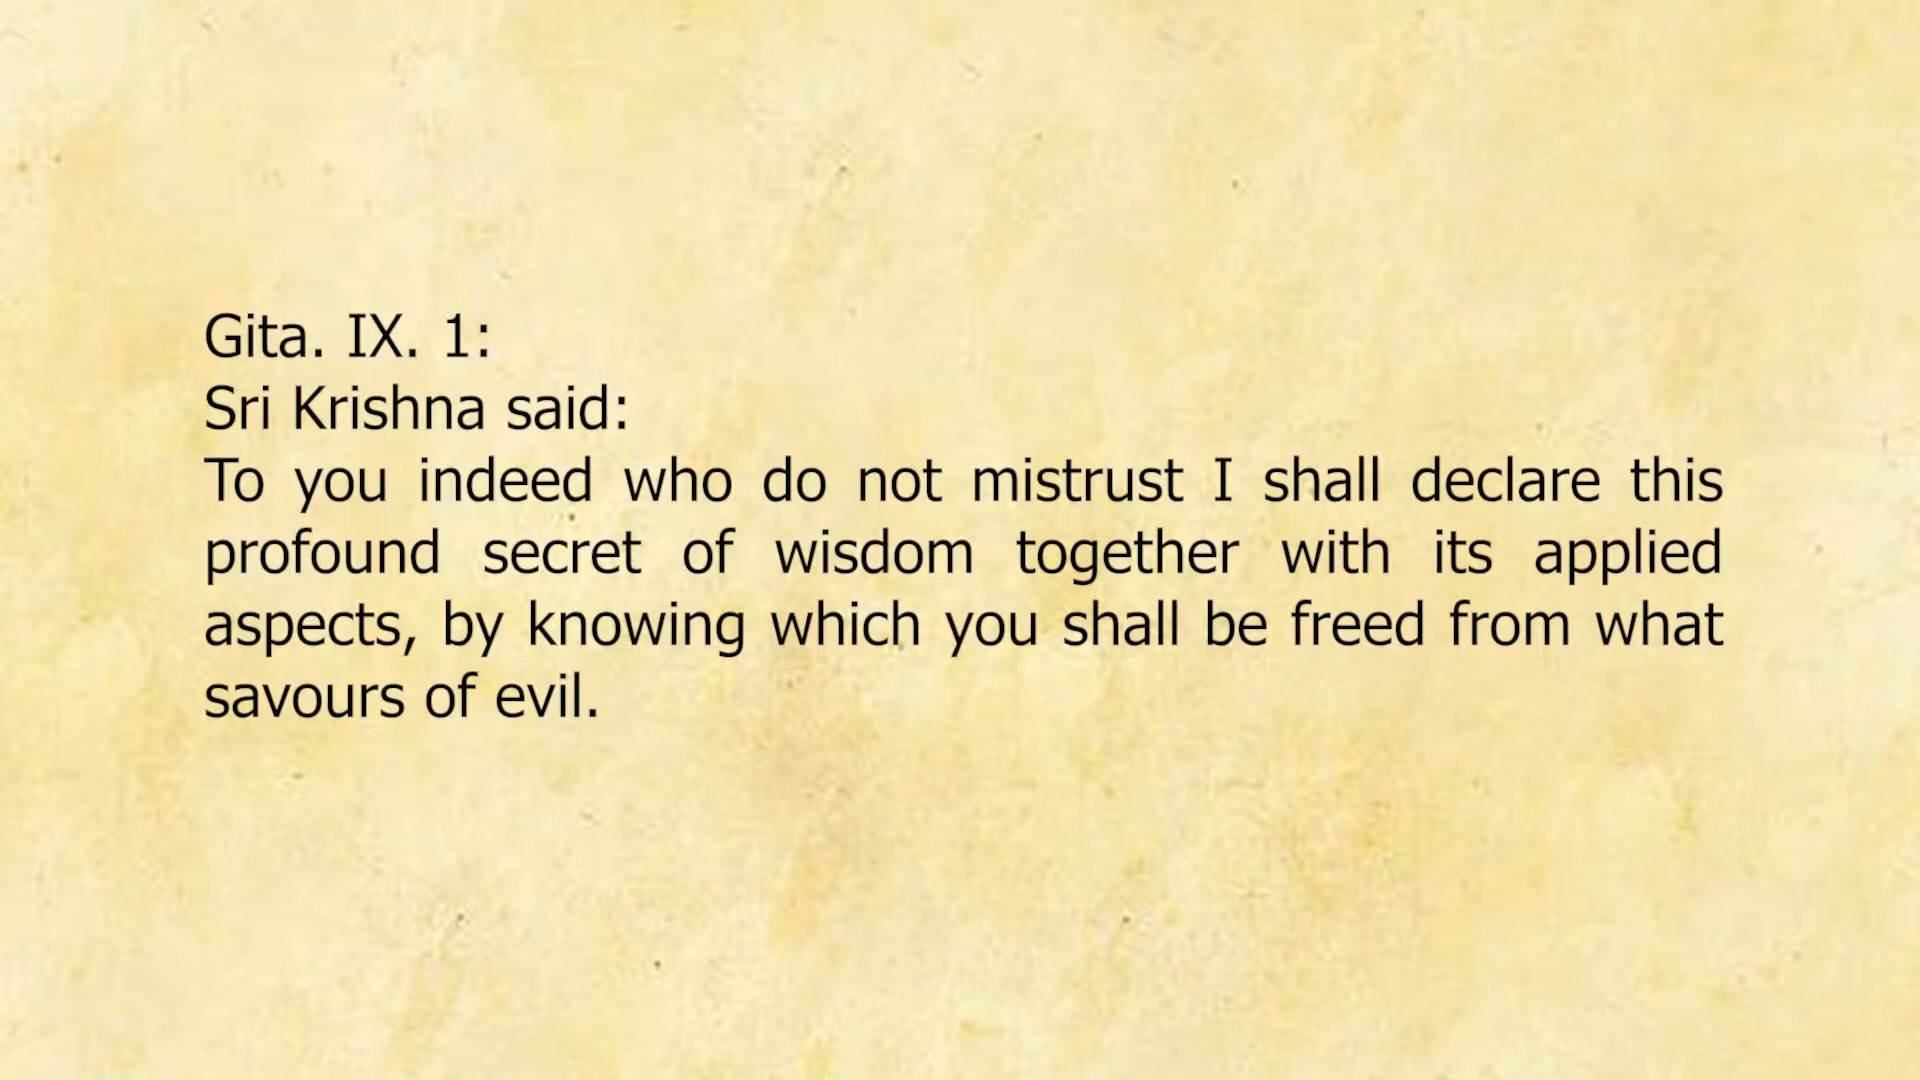 Gita. IX. 1:
Sri Krishna said:
To you indeed who do not mistrust I shall declare this
profound secret of wisdom together with its applied
aspects, by knowing which you shall be freed from what
savours of evil.